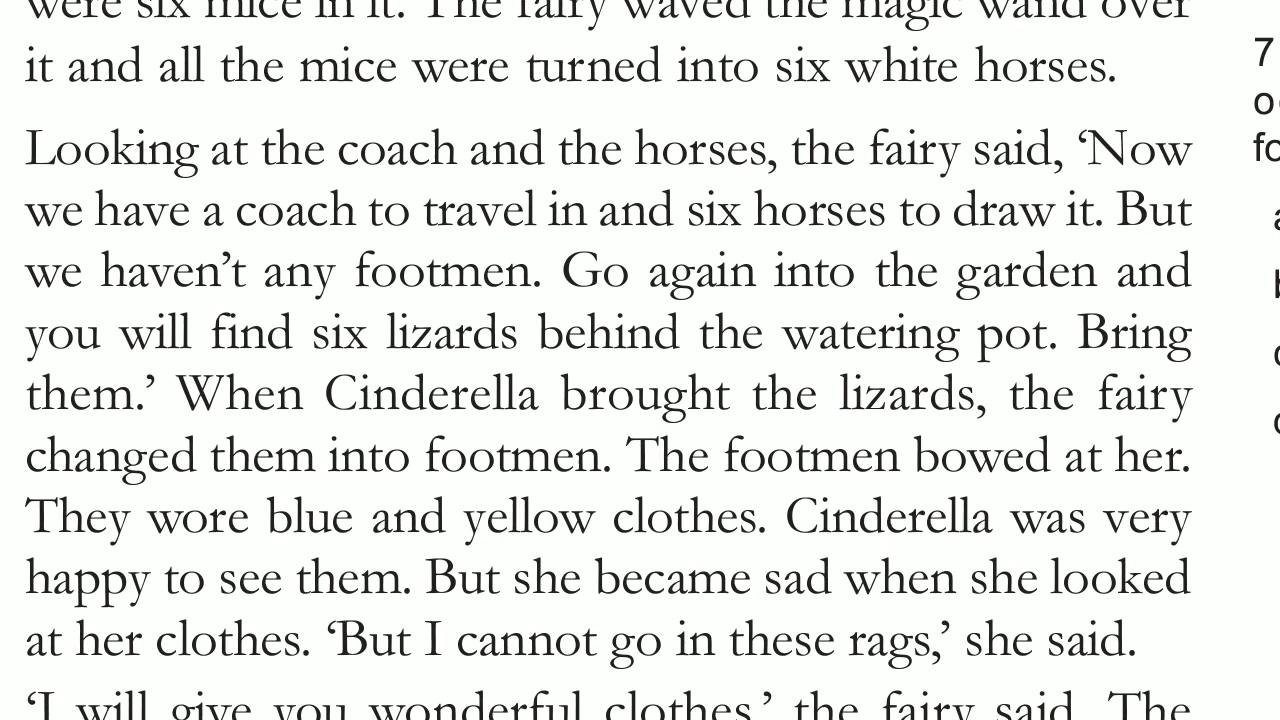 were six mice in it. The fairy waved the magic wand over
it and all the mice were turned into six white horses.
Looking at the coach and the horses, the fairy said, ‘Now
we have a coach to travel in and six horses to draw it. But
we haven’t any footmen. Go again into the garden and
you will find six lizards behind the watering pot. Bring
them.’ When Cinderella brought the lizards, the fairy
changed them into footmen. The footmen bowed at her.
They wore blue and yellow clothes. Cinderella was very
happy to see them. But she became sad when she looked
at her clothes. ‘But I cannot go in these rags,’ she said.
‘I will give you wonderful clothes,’ the fairy said. The
7